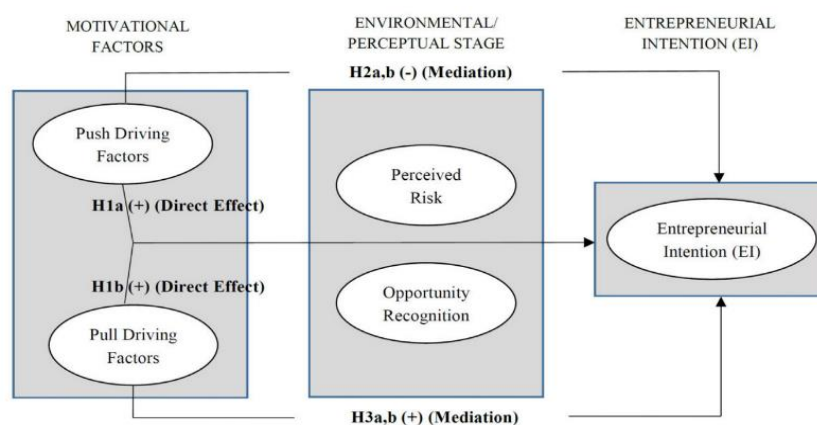 MOTIVATIONAL
FACTORS
ENVIRONMENTAL/
PERCEPTUAL STAGE
ENTREPRENEURIAL
INTENTION (EI)
H2a,b (-) (Mediation)
Push Driving
Factors
Perceived
Risk
H1a (+) (Direct Effect)
Entrepreneurial
Intention (EI)
H1b (+) (Direct Effect)
Opportunity
Recognition
Pull Driving
Factors
H3a,b (+) (Mediation)